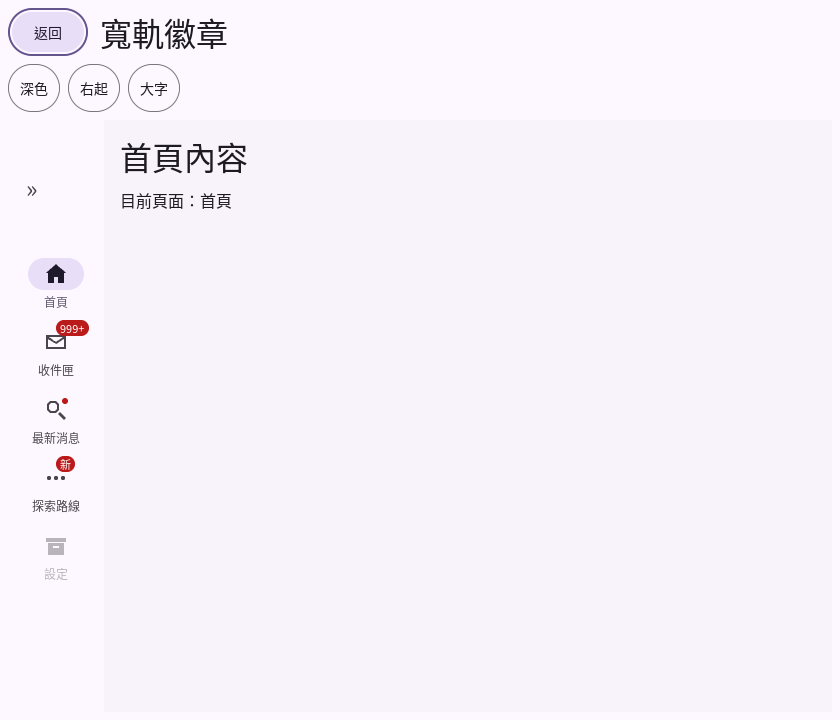 返回
寬軌徽章
深色
右起
大字
首頁內容
目前頁面：首頁
»
首頁
999+
收件匣
最新消息
新
探索路線
設定